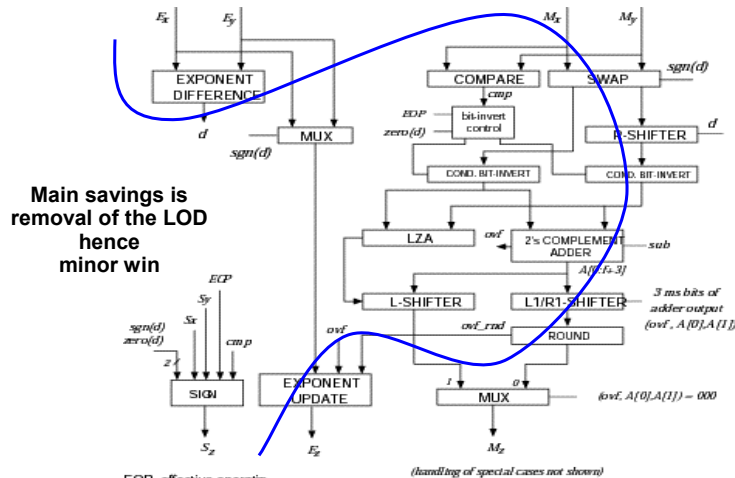 Ex Ey Mx My
EXPONENT
DIFFERENCE
COMPARE
SWAP
sgn(d)
d
cmp
EOP
zero(d)
bit-invert
control
MUX
sgn(d)
R-SHIFTER
d
COND. BIT-INVERT
COND. BIT-INVERT
Main savings is
removal of the LOD
hence
minor win
LZA
ovf
2's COMPLEMENT
ADDER
sub
A[0:f+3]
L-SHIFTER
L1/R1-SHIFTER
3 ms bits of
adder output
(ovf, A[0],A[1])
EOP
Sy
Sx
sgn(d)
zero(d)
cmp
2
ovf
ovf_rnd
ROUND
SIGN
EXPONENT
UPDATE
1
0
MUX
(ovf, A[0],A[1]) = 000
Sz
Ez
Mz
(handling of special cases not shown)